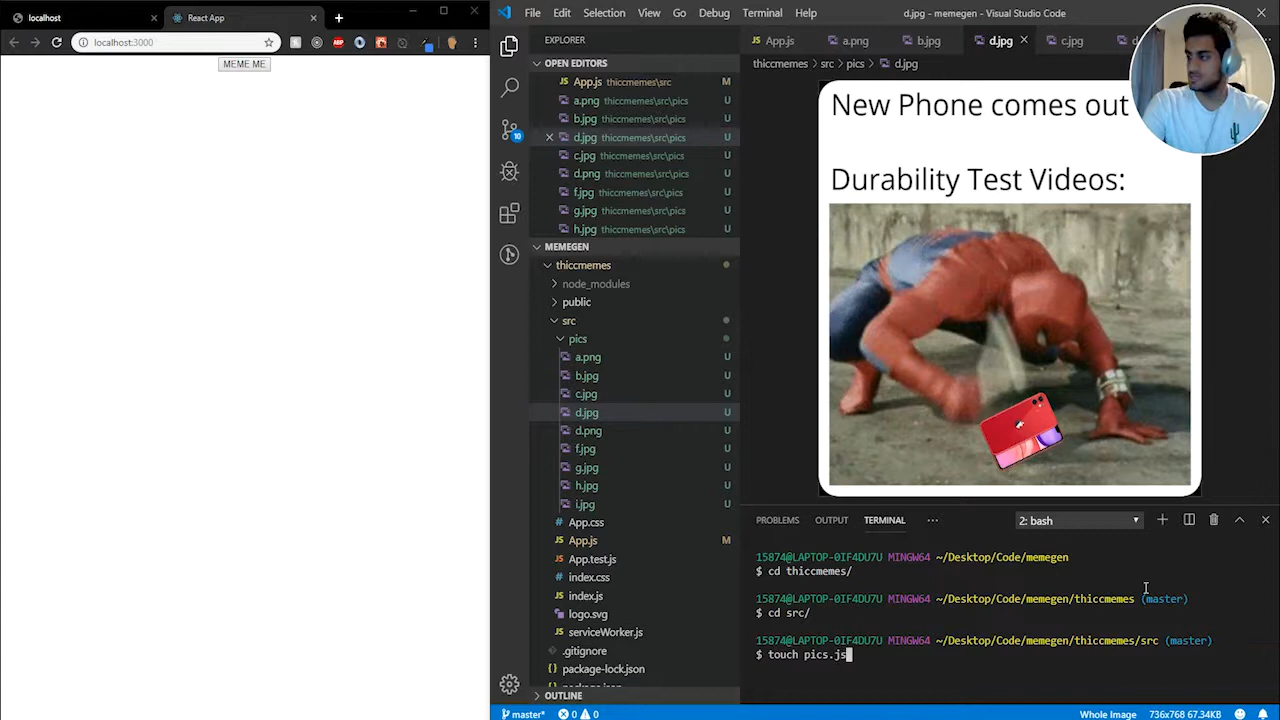 localhost
React App
localhost:3000
ABP
MEME ME
File Edit Selection View Go Debug Terminal Help
d.jpg - memegen - Visual Studio Code
EXPLORER
OPEN EDITORS
App.js thiccmemes\src M
a.png thiccmemes\src\pics U
b.jpg thiccmemes\src\pics U
d.jpg thiccmemes\src\pics U
c.jpg thiccmemes\src\pics U
d.png thiccmemes\src\pics U
f.jpg thiccmemes\src\pics U
g.jpg thiccmemes\src\pics U
h.jpg thiccmemes\src\pics U
10
MEMEGEN
thiccmemes
node_modules
public
src
pics
a.png U
b.jpg U
c.jpg U
d.jpg U
d.png U
f.jpg U
g.jpg U
h.jpg U
i.jpg U
App.css
App.js M
App.test.js
index.css
index.js
logo.svg
serviceWorker.js
.gitignore
package-lock.json
OUTLINE
App.js a.png b.jpg d.jpg c.jpg
thiccmemes > src > pics > d.jpg
New Phone comes out
Durability Test Videos:
PROBLEMS OUTPUT TERMINAL ... 2: bash
15874@LAPTOP-0IF4DU7U MINGW64 ~/Desktop/Code/memegen
$ cd thiccmemes/
15874@LAPTOP-0IF4DU7U MINGW64 ~/Desktop/Code/memegen/thiccmemes (master)
$ cd src/
15874@LAPTOP-0IF4DU7U MINGW64 ~/Desktop/Code/memegen/thiccmemes/src (master)
$ touch pics.js
master* 0 0 Whole Image 736x768 67.34KB